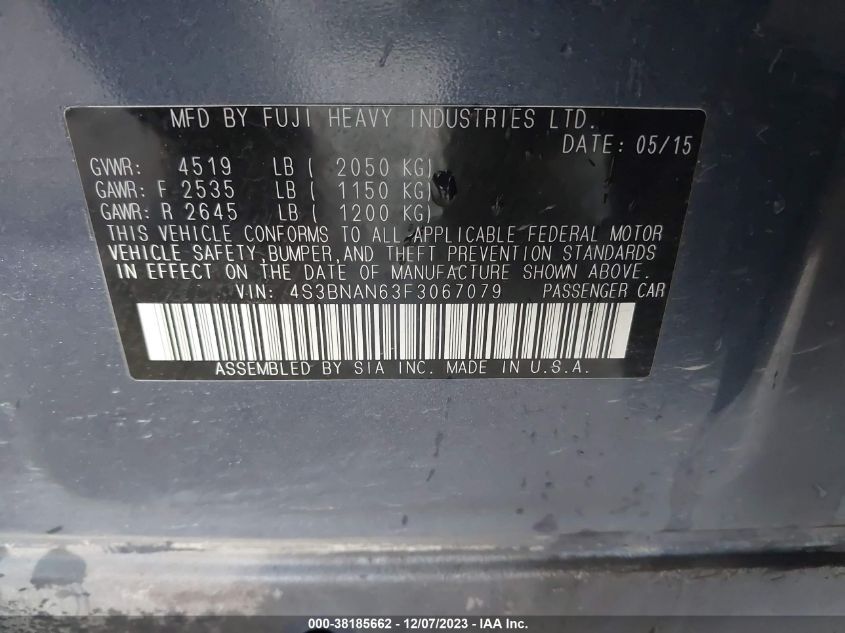 MFD BY FUJI HEAVY INDUSTRIES LTD.
DATE: 05/15
GVWR: 4519 LB ( 2050 KG)
GAWR: F 2535 LB ( 1150 KG)
GAWR: R 2645 LB ( 1200 KG)
THIS VEHICLE CONFORMS TO ALL APPLICABLE FEDERAL MOTOR
VEHICLE SAFETY, BUMPER, AND THEFT PREVENTION STANDARDS
IN EFFECT ON THE DATE OF MANUFACTURE SHOWN ABOVE.
VIN: 4S3BNAN63F3067079 PASSENGER CAR
ASSEMBLED BY SIA INC. MADE IN U.S.A.
000-38185662 - 12/07/2023 - IAA Inc.